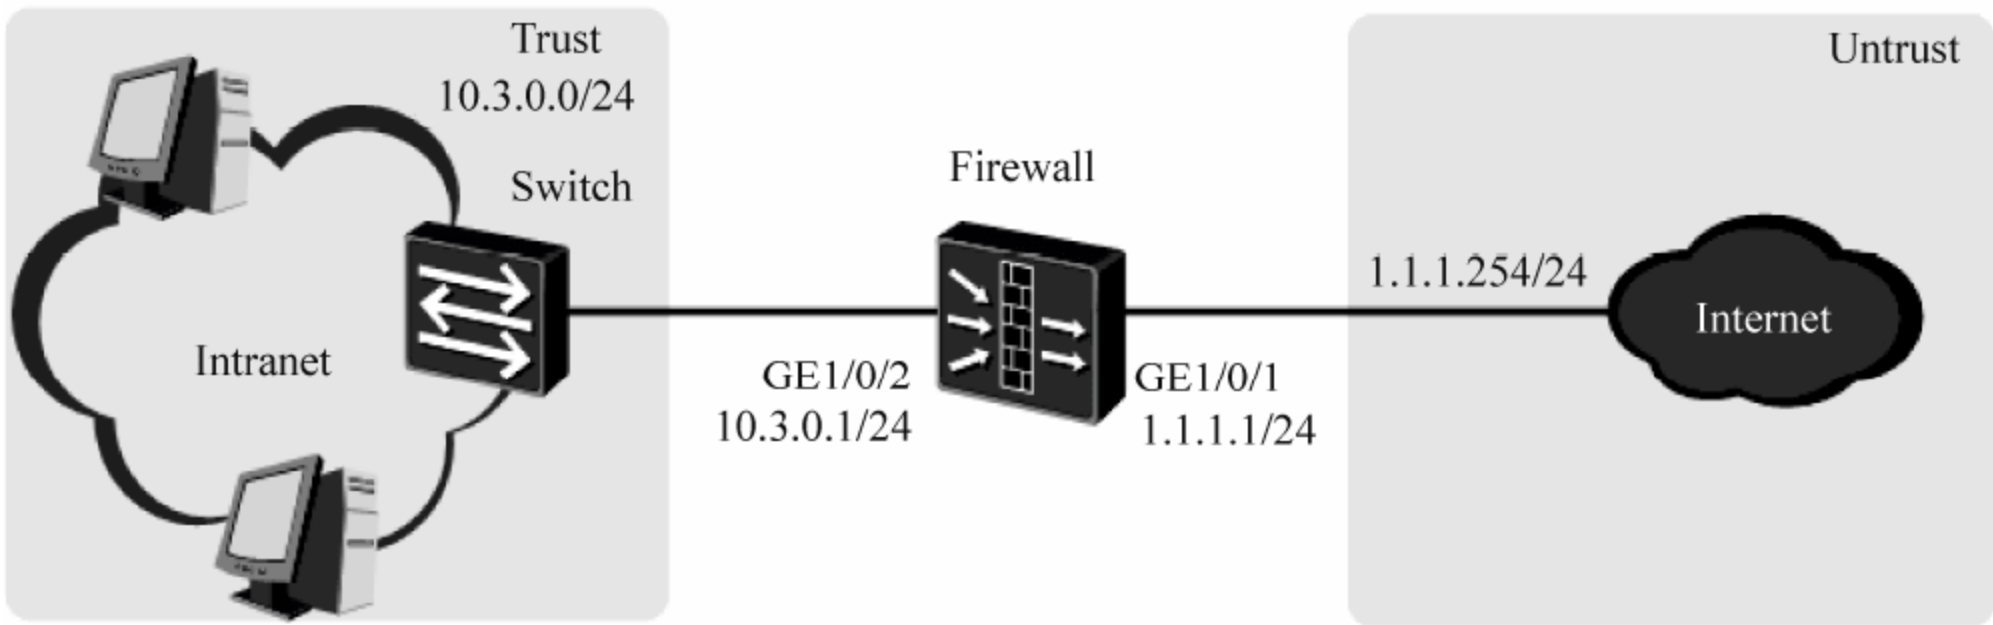 Trust
10.3.0.0/24
Switch
Intranet
Firewall
GE1/0/2
10.3.0.1/24
GE1/0/1
1.1.1.1/24
Untrust
1.1.1.254/24
Internet